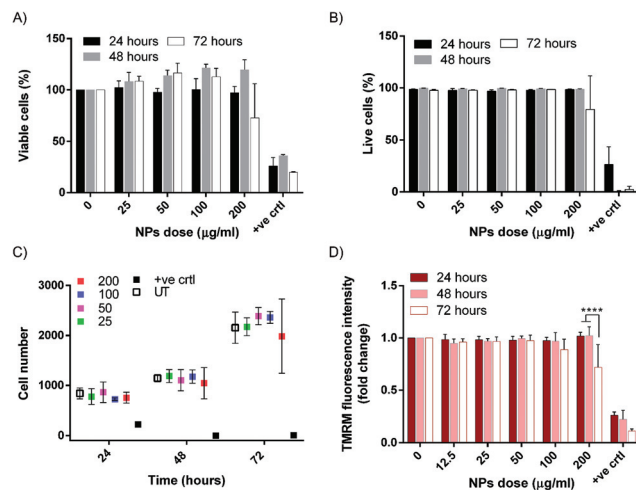 A)
24 hours
72 hours
48 hours
Viable cells (%)
150
100
50
0
0
25
50
100
200
+ve crtl
NPs dose (μg/ml)
B)
24 hours
72 hours
48 hours
Live cells (%)
150
100
50
0
0
25
50
100
200
+ve crtl
NPs dose (μg/ml)
C)
200
+ve crtl
100
UT
50
25
Cell number
3000
2000
1000
0
24
48
72
Time (hours)
D)
24 hours
48 hours
72 hours
****
TMRM fluorescence intensity
(fold change)
1.5
1.0
0.5
0.0
0
12.5
25
50
100
200
+ve crtl
NPs dose (μg/ml)